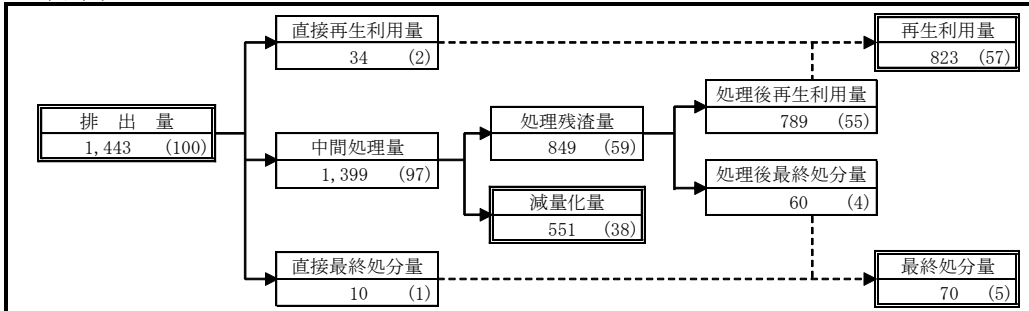 直接再生利用量
34 (2)
再生利用量
823 (57)
処理後再生利用量
789 (55)
排 出 量
1,443 (100)
処理残渣量
849 (59)
中間処理量
1,399 (97)
処理後最終処分量
60 (4)
減量化量
551 (38)
直接最終処分量
10 (1)
最終処分量
70 (5)